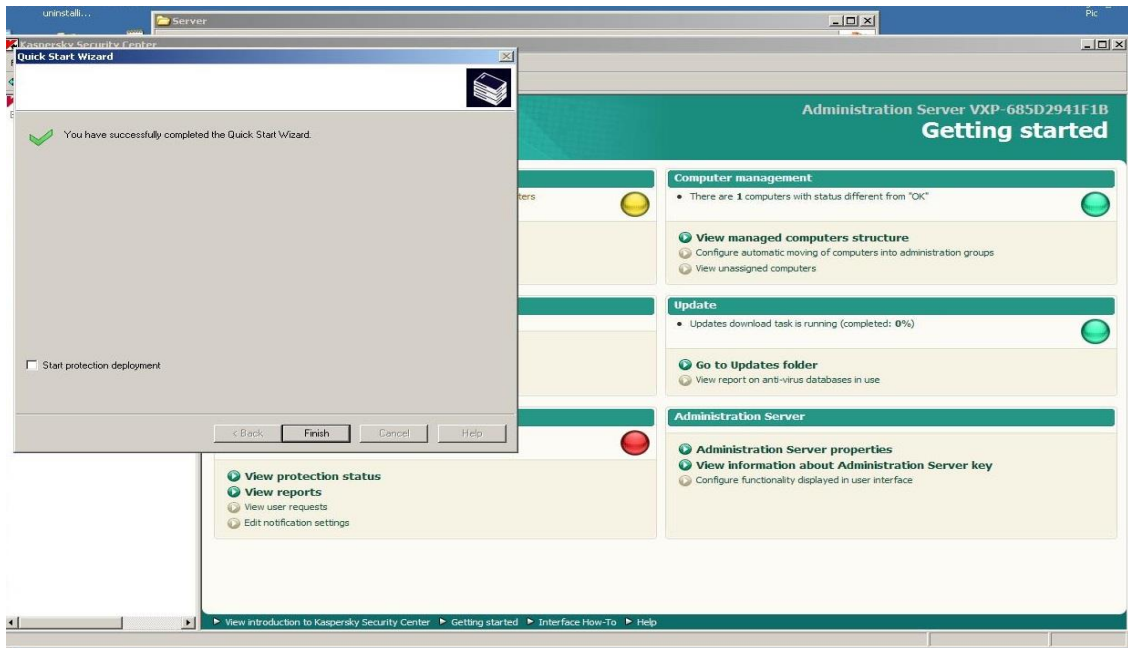 uninstalli...
Pic
Server
Kaspersky Security Center
Quick Start Wizard
You have successfully completed the Quick Start Wizard.
Start protection deployment
< Back
Finish
Cancel
Help
Administration Server VXP-685D2941F1B
Getting started
ters
Computer management
• There are 1 computers with status different from "OK"
View managed computers structure
Configure automatic moving of computers into administration groups
View unassigned computers
Update
• Updates download task is running (completed: 0%)
Go to Updates folder
View report on anti-virus databases in use
View protection status
View reports
View user requests
Edit notification settings
Administration Server
Administration Server properties
View information about Administration Server key
Configure functionality displayed in user interface
View introduction to Kaspersky Security Center
Getting started
Interface How-To
Help